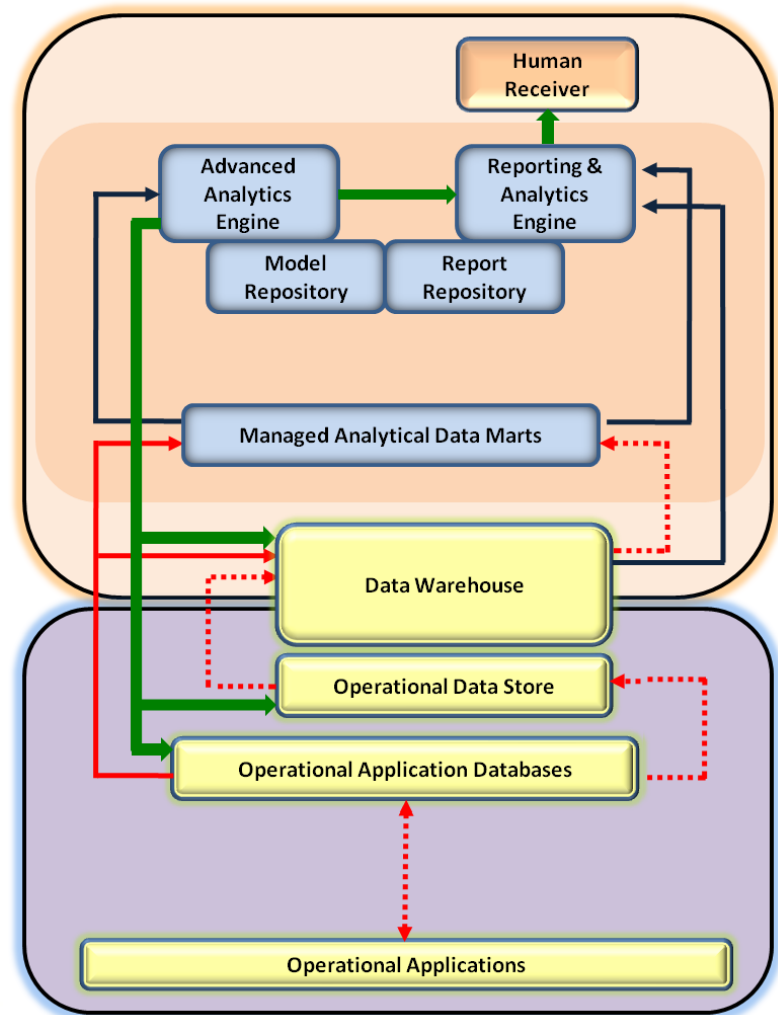 Human
Receiver
Advanced
Analytics
Engine
Reporting &
Analytics
Engine
Model
Repository
Report
Repository
Managed Analytical Data Marts
Data Warehouse
Operational Data Store
Operational Application Databases
Operational Applications